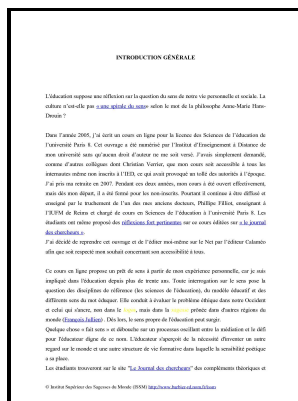 INTRODUCTION GÉNÉRALE
L'éducation suppose une réflexion sur la question du sens de notre vie personnelle et sociale. La
culture n'est-elle pas « une spirale du sens» selon le mot de la philosophe Anne-Marie Hans-
Drouin ?
Dans l'année 2005, j'ai écrit un cours en ligne pour la licence des Sciences de l'éducation de
l'université Paris 8. Cet ouvrage a été numérisé par l'Institut d'Enseignement à Distance de
mon université sans qu'aucun droit d'auteur ne me soit versé. J'avais simplement demandé,
comme d'autres collègues dont Christian Verrier, que mon cours soit accessible à tous les
internautes même non inscrits à l'IED, ce qui avait provoqué un tollé des autorités à l'époque.
J'ai pris ma retraite en 2007. Pendant ces deux années, mon cours a été ouvert effectivement,
mais dès mon départ, il a été fermé pour les non-inscrits. Pourtant il continue à être diffusé et
enseigné par le truchement de l'un des mes anciens docteurs, Philippe Filliot, enseignant à
l'IUFM de Reims et chargé de cours en Sciences de l'éducation à l'université Paris 8. Les
étudiants ont même proposé des réflexions fort pertinentes sur ce cours édités sur « le journal
des chercheurs ».
J'ai décidé de reprendre cet ouvrage et de l'éditer moi-même sur le Net par l'éditer Calaméo
afin que soit respecté mon souhait concernant son accessibilité à tous.
Ce cours en ligne propose un prêt de sens à partir de mon expérience personnelle, car je suis
impliqué dans l'éducation depuis plus de trente ans. Toute interrogation sur le sens pose la
question des disciplines de référence (les sciences de l'éducation), du modèle éducatif et des
différents sens du mot éduquer. Elle conduit à évaluer le problème éthique dans notre Occident
et celui qui s'ancre, non dans le , mais dans la prônée dans d'autres régions du
monde (François Jullien) . Dès lors, le sens propre de l'éducation peut surgir.
Quelque chose « fait sens » et débouche sur un processus oscillant entre la médiation et le défi
pour l'éducateur digne de ce nom. L'éducateur s'aperçoit de la nécessité d'inventer un autre
regard sur le monde et une autre structure de vie formative dans laquelle la sensibilité poétique
a sa place.
Les étudiants trouveront sur le site "Le Journal des chercheurs" des compléments théoriques et
© Institut Supérieur des Sagesses du Monde (ISSM) http://www.barbier-rd.nom.fr/issm